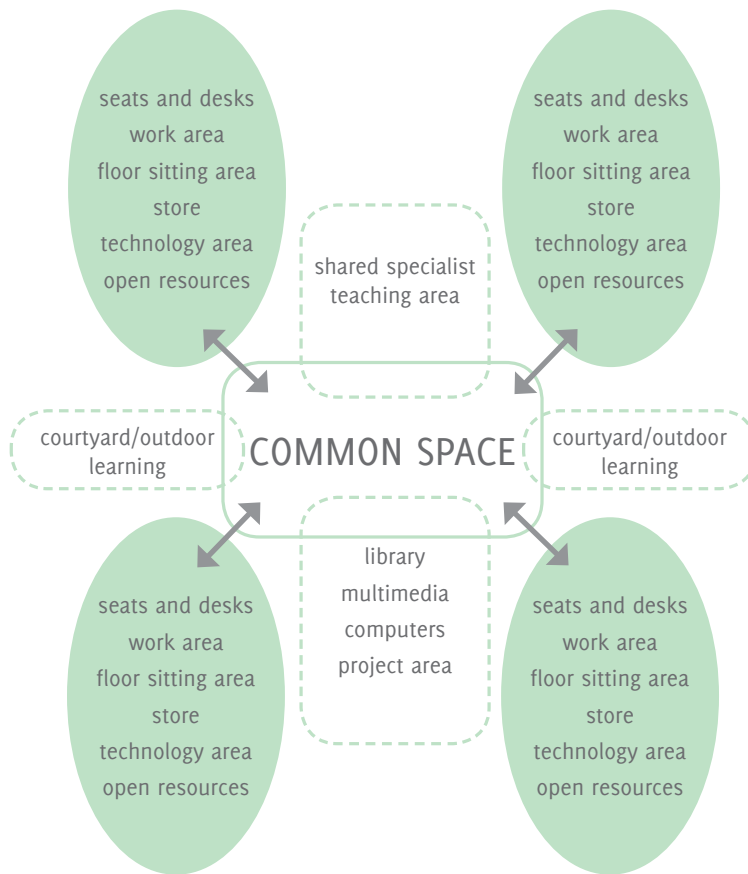 seats and desks
work area
floor sitting area
store
technology area
open resources
seats and desks
work area
floor sitting area
store
technology area
open resources
shared specialist
teaching area
courtyard/outdoor
learning
COMMON SPACE
courtyard/outdoor
learning
library
multimedia
computers
project area
seats and desks
work area
floor sitting area
store
technology area
open resources
seats and desks
work area
floor sitting area
store
technology area
open resources